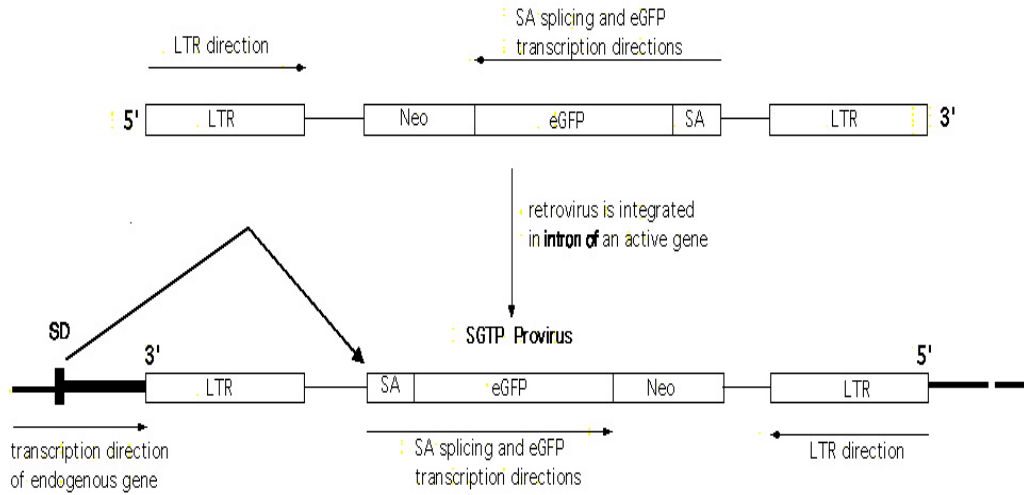 SA splicing and eGFP
transcription directions
LTR direction
5'
LTR
Neo
eGFP
SA
LTR
3'
retrovirus is integrated
in intron of an active gene
SD
SGTP Provirus
3'
5'
LTR
SA
eGFP
Neo
LTR
transcription direction
of endogenous gene
SA splicing and eGFP
transcription directions
LTR direction